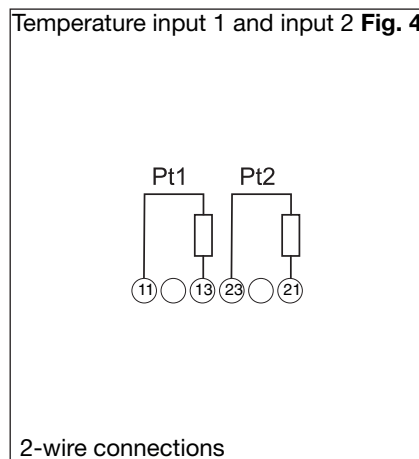 Temperature input 1 and input 2 Fig. 4
Pt1 Pt2
11 13 23 21
2-wire connections